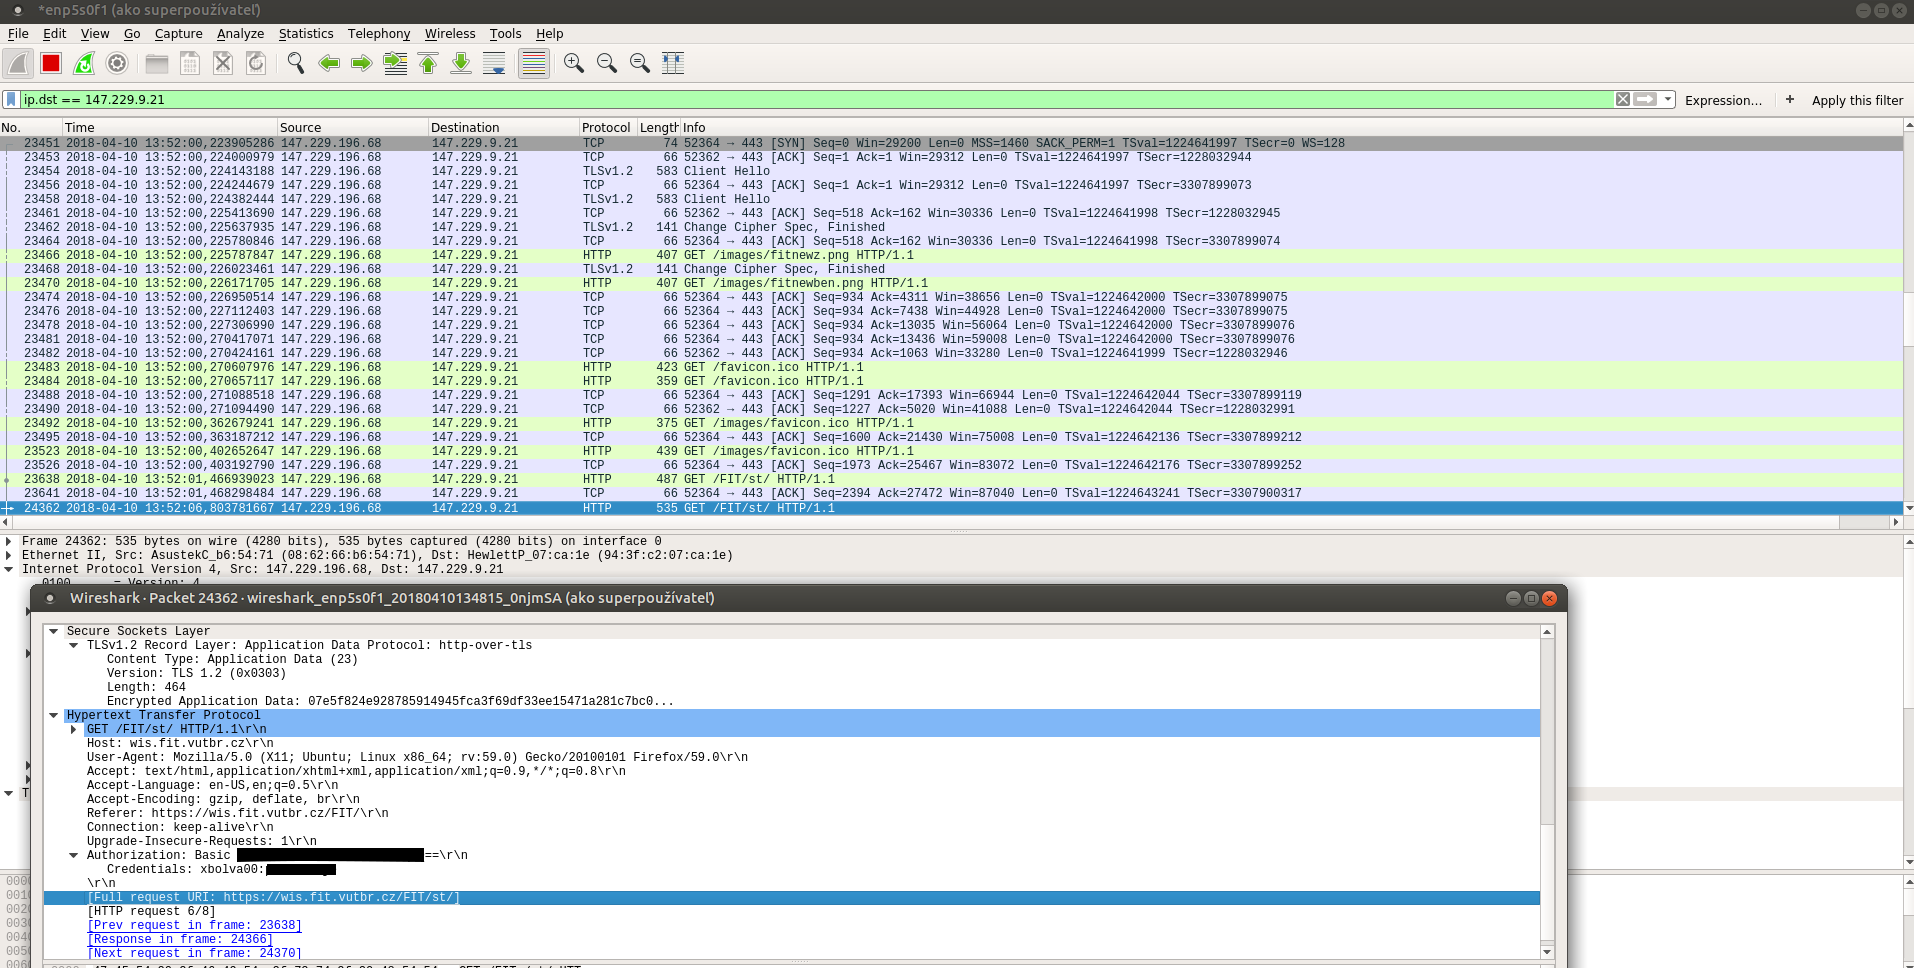 *enp5s0f1 (ako superpoužívateľ)
File Edit View Go Capture Analyze Statistics Telephony Wireless Tools Help
ip.dst == 147.229.9.21 Expression... + Apply this filter
No. Time Source Destination Protocol Length Info
23451 2018-04-10 13:52:00,223905286 147.229.196.68 147.229.9.21 TCP 74 52364 → 443 [SYN] Seq=0 Win=29200 Len=0 MSS=1460 SACK_PERM=1 TSval=1224641997 TSecr=0 WS=128
23453 2018-04-10 13:52:00,224000979 147.229.196.68 147.229.9.21 TCP 66 52362 → 443 [ACK] Seq=1 Ack=1 Win=29312 Len=0 TSval=1224641997 TSecr=1228032944
23454 2018-04-10 13:52:00,224143188 147.229.196.68 147.229.9.21 TLSv1.2 583 Client Hello
23456 2018-04-10 13:52:00,224244679 147.229.196.68 147.229.9.21 TCP 66 52364 → 443 [ACK] Seq=1 Ack=1 Win=29312 Len=0 TSval=1224641997 TSecr=3307899073
23458 2018-04-10 13:52:00,224382444 147.229.196.68 147.229.9.21 TLSv1.2 583 Client Hello
23461 2018-04-10 13:52:00,225413690 147.229.196.68 147.229.9.21 TCP 66 52362 → 443 [ACK] Seq=518 Ack=162 Win=30336 Len=0 TSval=1224641998 TSecr=1228032945
23462 2018-04-10 13:52:00,225637935 147.229.196.68 147.229.9.21 TLSv1.2 141 Change Cipher Spec, Finished
23464 2018-04-10 13:52:00,225780846 147.229.196.68 147.229.9.21 TCP 66 52364 → 443 [ACK] Seq=518 Ack=162 Win=30336 Len=0 TSval=1224641998 TSecr=3307899074
23466 2018-04-10 13:52:00,225787847 147.229.196.68 147.229.9.21 HTTP 407 GET /images/fitnewz.png HTTP/1.1
23468 2018-04-10 13:52:00,226023461 147.229.196.68 147.229.9.21 TLSv1.2 141 Change Cipher Spec, Finished
23470 2018-04-10 13:52:00,226171705 147.229.196.68 147.229.9.21 HTTP 407 GET /images/fitnewben.png HTTP/1.1
23474 2018-04-10 13:52:00,226950514 147.229.196.68 147.229.9.21 TCP 66 52364 → 443 [ACK] Seq=934 Ack=4311 Win=38656 Len=0 TSval=1224642000 TSecr=3307899075
23476 2018-04-10 13:52:00,227112403 147.229.196.68 147.229.9.21 TCP 66 52364 → 443 [ACK] Seq=934 Ack=7438 Win=44928 Len=0 TSval=1224642000 TSecr=3307899075
23478 2018-04-10 13:52:00,227306990 147.229.196.68 147.229.9.21 TCP 66 52364 → 443 [ACK] Seq=934 Ack=13035 Win=56064 Len=0 TSval=1224642000 TSecr=3307899076
23481 2018-04-10 13:52:00,270417071 147.229.196.68 147.229.9.21 TCP 66 52364 → 443 [ACK] Seq=934 Ack=13436 Win=59008 Len=0 TSval=1224642000 TSecr=3307899076
23482 2018-04-10 13:52:00,270424161 147.229.196.68 147.229.9.21 TCP 66 52362 → 443 [ACK] Seq=934 Ack=1063 Win=33280 Len=0 TSval=1224641999 TSecr=1228032946
23483 2018-04-10 13:52:00,270607976 147.229.196.68 147.229.9.21 HTTP 423 GET /favicon.ico HTTP/1.1
23484 2018-04-10 13:52:00,270657117 147.229.196.68 147.229.9.21 HTTP 359 GET /favicon.ico HTTP/1.1
23488 2018-04-10 13:52:00,271088518 147.229.196.68 147.229.9.21 TCP 66 52364 → 443 [ACK] Seq=1291 Ack=17393 Win=66944 Len=0 TSval=1224642044 TSecr=3307899119
23490 2018-04-10 13:52:00,271094490 147.229.196.68 147.229.9.21 TCP 66 52362 → 443 [ACK] Seq=1227 Ack=5020 Win=41088 Len=0 TSval=1224642044 TSecr=1228032991
23492 2018-04-10 13:52:00,362679241 147.229.196.68 147.229.9.21 HTTP 375 GET /images/favicon.ico HTTP/1.1
23495 2018-04-10 13:52:00,363187212 147.229.196.68 147.229.9.21 TCP 66 52364 → 443 [ACK] Seq=1600 Ack=21430 Win=75008 Len=0 TSval=1224642136 TSecr=3307899212
23523 2018-04-10 13:52:00,402652647 147.229.196.68 147.229.9.21 HTTP 439 GET /images/favicon.ico HTTP/1.1
23526 2018-04-10 13:52:00,403192790 147.229.196.68 147.229.9.21 TCP 66 52364 → 443 [ACK] Seq=1973 Ack=25467 Win=83072 Len=0 TSval=1224642176 TSecr=3307899252
23638 2018-04-10 13:52:01,466939023 147.229.196.68 147.229.9.21 HTTP 487 GET /FIT/st/ HTTP/1.1
23641 2018-04-10 13:52:01,468298484 147.229.196.68 147.229.9.21 TCP 66 52364 → 443 [ACK] Seq=2394 Ack=27472 Win=87040 Len=0 TSval=1224643241 TSecr=3307900317
24362 2018-04-10 13:52:06,803781667 147.229.196.68 147.229.9.21 HTTP 535 GET /FIT/st/ HTTP/1.1
Frame 24362: 535 bytes on wire (4280 bits), 535 bytes captured (4280 bits) on interface 0
Ethernet II, Src: AsustekC_b6:54:71 (08:62:66:b6:54:71), Dst: HewlettP_07:ca:1e (94:3f:c2:07:ca:1e)
Internet Protocol Version 4, Src: 147.229.196.68, Dst: 147.229.9.21
0100 .... = Version: 4
Wireshark · Packet 24362 · wireshark_enp5s0f1_20180410134815_0njmSA (ako superpoužívateľ)
Secure Sockets Layer
TLSv1.2 Record Layer: Application Data Protocol: http-over-tls
Content Type: Application Data (23)
Version: TLS 1.2 (0x0303)
Length: 464
Encrypted Application Data: 07e5f824e928785914945fca3f69df33ee15471a281c7bc0...
Hypertext Transfer Protocol
GET /FIT/st/ HTTP/1.1\r\n
Host: wis.fit.vutbr.cz\r\n
User-Agent: Mozilla/5.0 (X11; Ubuntu; Linux x86_64; rv:59.0) Gecko/20100101 Firefox/59.0\r\n
Accept: text/html,application/xhtml+xml,application/xml;q=0.9,*/*;q=0.8\r\n
Accept-Language: en-US,en;q=0.5\r\n
Accept-Encoding: gzip, deflate, br\r\n
Referer: https://wis.fit.vutbr.cz/FIT/\r\n
Connection: keep-alive\r\n
Upgrade-Insecure-Requests: 1\r\n
Authorization: Basic ==\r\n
Credentials: xbolva00:
\r\n
[Full request URI: https://wis.fit.vutbr.cz/FIT/st/]
[HTTP request 6/8]
[Prev request in frame: 23638]
[Response in frame: 24366]
[Next request in frame: 24370]